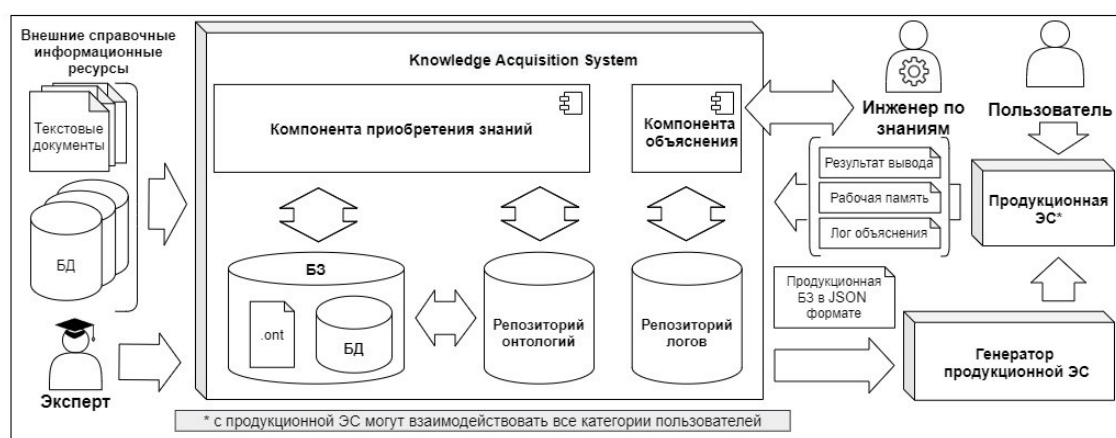 Внешние справочные
информационные
ресурсы
Текстовые
документы
БД
Эксперт
Knowledge Acquisition System
Компонента приобретения знаний
Компонента
объяснения
БЗ
.ont
БД
Репозиторий
онтологий
Репозиторий
логов
Инженер по
знаниям
Пользователь
Результат вывода
Рабочая память
Лог объяснения
Продукционная
ЭС*
Продукционная
БЗ в JSON
формате
Генератор
продукционной ЭС
* с продукционной ЭС могут взаимодействовать все категории пользователей